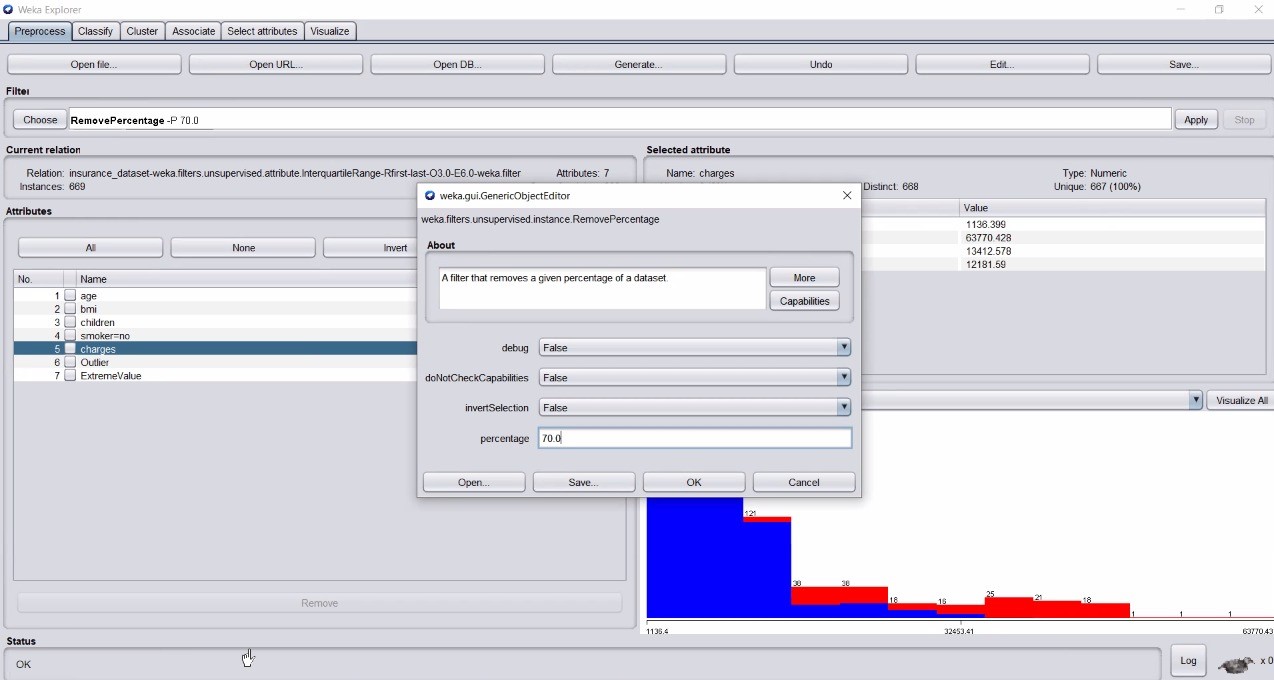 Weka Explorer
Preprocess Classify Cluster Associate Select attributes Visualize
Open file... Open URL... Open DB... Generate... Undo Edit... Save...
Filter
Choose RemovePercentage -P 70.0 Apply Stop
Current relation
Relation: insurance_dataset-weka.filters.unsupervised.attribute.InterquartileRange-Rfirst-last-O3.0-E6.0-weka.filter Attributes: 7
Instances: 669
Selected attribute
Name: charges Type: Numeric
Distinct: 668 Unique: 667 (100%)
Value
1136.399
63770.428
13412.578
12181.59
Attributes
All None Invert
No. Name
1 age
2 bmi
3 children
4 smoker=no
5 charges
6 Outlier
7 ExtremeValue
Remove
weka.gui.GenericObjectEditor
weka.filters.unsupervised.instance.RemovePercentage
About
A filter that removes a given percentage of a dataset.
More
Capabilities
debug False
doNotCheckCapabilities False
invertSelection False
percentage 70.0
Open... Save... OK Cancel
Visualize All
121
38 38 18 16 25 21 18 1 1 1
1136.4 32453.41 63770.43
Status
OK
Log x 0